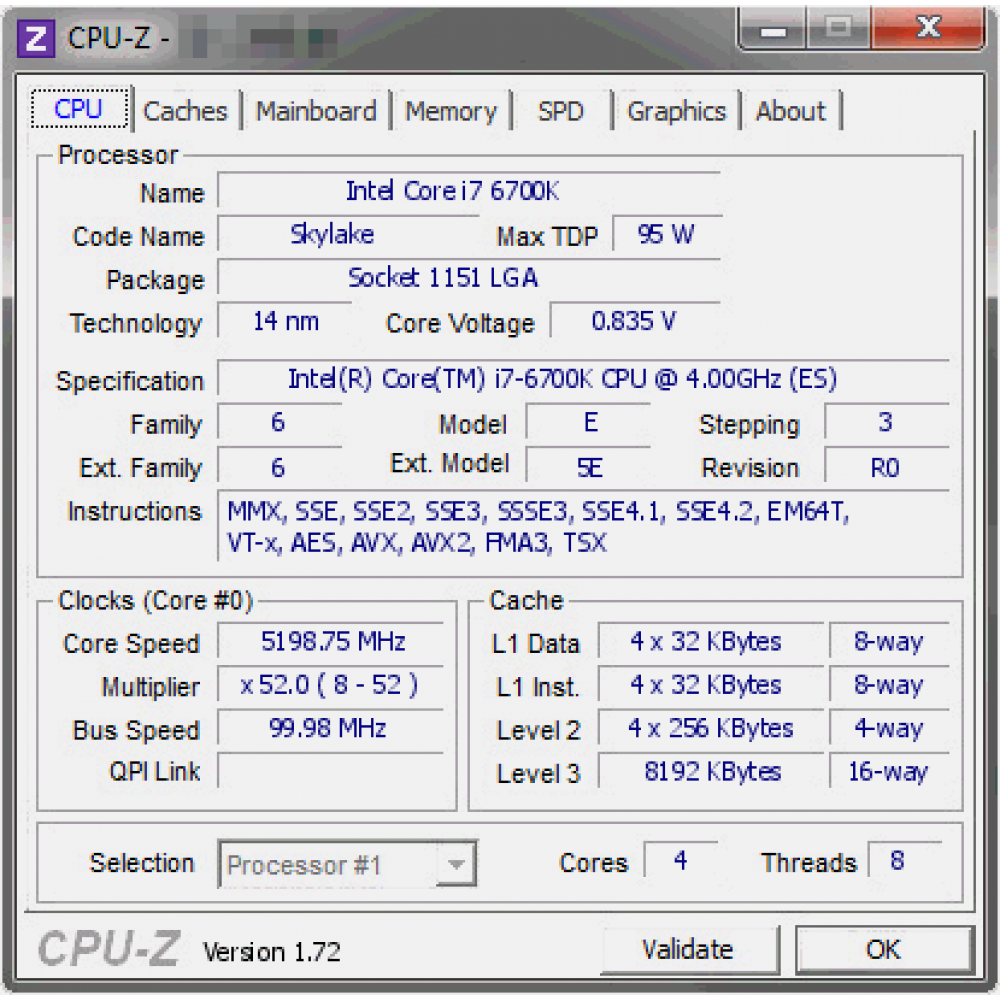 Z CPU-Z -
CPU Caches Mainboard Memory SPD Graphics About
Processor
Name Intel Core i7 6700K
Code Name Skylake Max TDP 95 W
Package Socket 1151 LGA
Technology 14 nm Core Voltage 0.835 V
Specification Intel(R) Core(TM) i7-6700K CPU @ 4.00GHz (ES)
Family 6 Model E Stepping 3
Ext. Family 6 Ext. Model 5E Revision R0
Instructions MMX, SSE, SSE2, SSE3, SSSE3, SSE4.1, SSE4.2, EM64T,
VT-x, AES, AVX, AVX2, FMA3, TSX
Clocks (Core #0) Cache
Core Speed 5198.75 MHz L1 Data 4 x 32 KBytes 8-way
Multiplier x 52.0 ( 8 - 52 ) L1 Inst. 4 x 32 KBytes 8-way
Bus Speed 99.98 MHz Level 2 4 x 256 KBytes 4-way
QPI Link Level 3 8192 KBytes 16-way
Selection Processor #1 Cores 4 Threads 8
CPU-Z Version 1.72 Validate OK